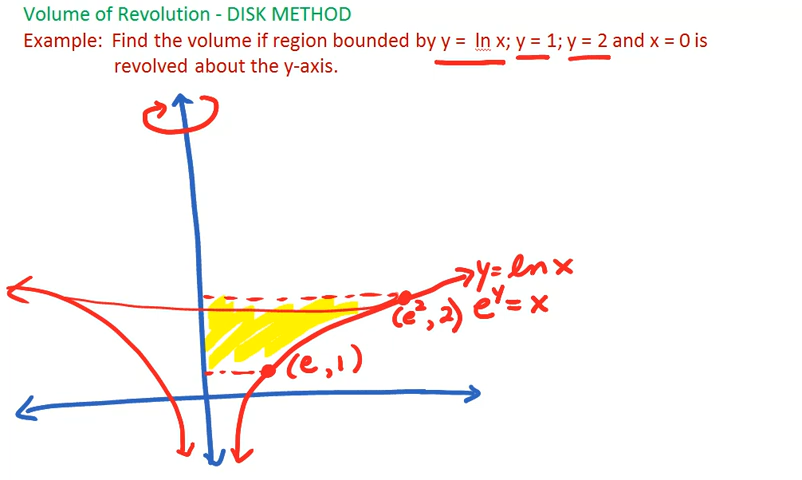 Volume of Revolution - DISK METHOD
Example: Find the volume if region bounded by y = ln x; y = 1; y = 2 and x = 0 is
revolved about the y-axis.
y = ln x
(e², 2) eʸ = x
(e, 1)